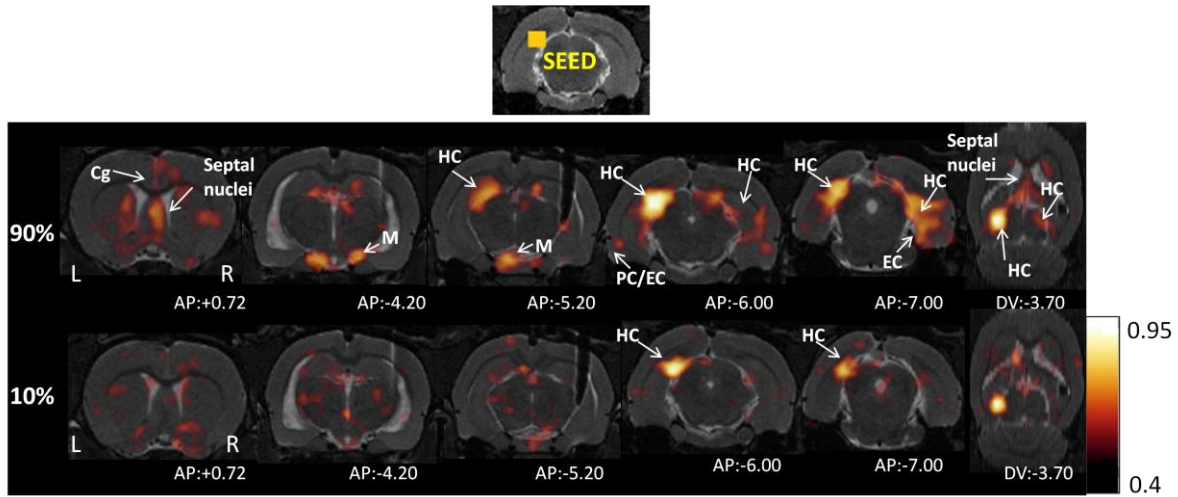 SEED
Cg
Septal
nuclei
HC
HC
HC
HC
HC
Septal
nuclei
HC
90%
M
M
PC/EC
EC
HC
L
R
AP:+0.72
AP:-4.20
AP:-5.20
AP:-6.00
AP:-7.00
DV:-3.70
HC
HC
0.95
10%
L
R
AP:+0.72
AP:-4.20
AP:-5.20
AP:-6.00
AP:-7.00
DV:-3.70
0.4